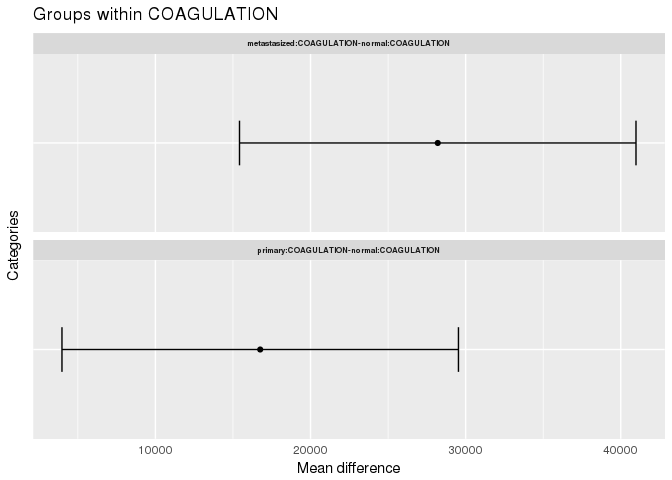 Groups within COAGULATION
metastasized:COAGULATION-normal:COAGULATION
Categories
primary:COAGULATION-normal:COAGULATION
10000 20000 30000 40000
Mean difference